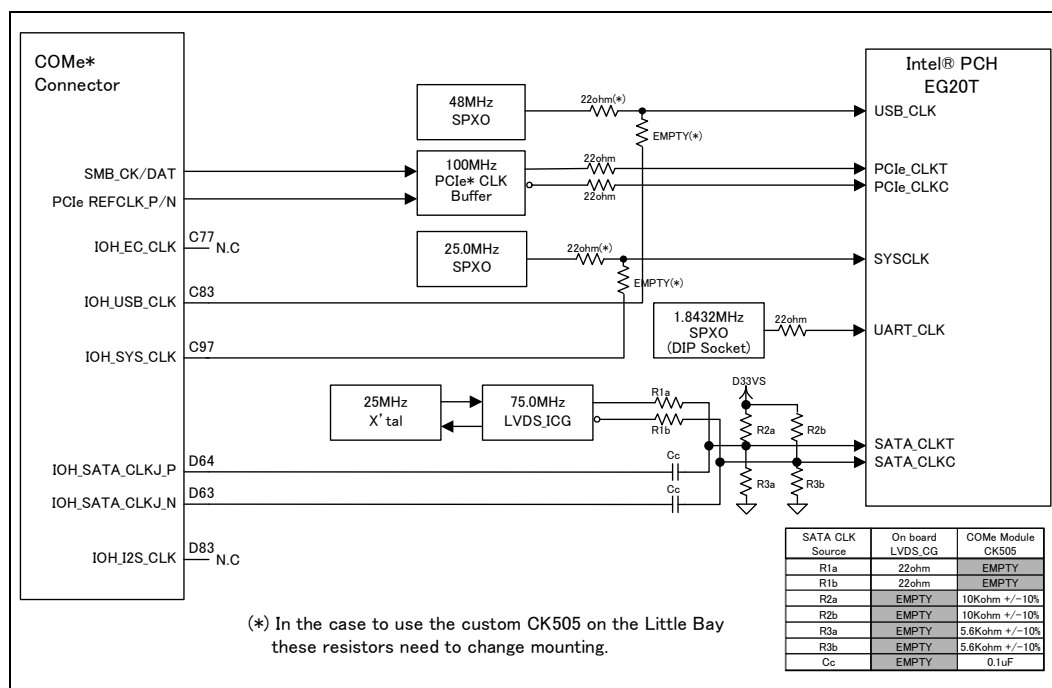 COMe*
Connector
SMB_CK/DAT
PCIe REFCLK_P/N
IOH_EC_CLK
C77
N.C
IOH_USB_CLK
C83
IOH_SYS_CLK
C97
IOH_SATA_CLKJ_P
D64
IOH_SATA_CLKJ_N
D63
IOH_I2S_CLK
D83
N.C
48MHz
SPXO
22ohm(*)
EMPTY(*)
100MHz
PCIe* CLK
Buffer
22ohm
22ohm
25.0MHz
SPXO
22ohm(*)
EMPTY(*)
1.8432MHz
SPXO
(DIP Socket)
22ohm
25MHz
X'tal
75.0MHz
LVDS_ICG
R1a
R1b
D33VS
R2a
R2b
R3a
R3b
Cc
Cc
Intel® PCH
EG20T
USB_CLK
PCIe_CLKT
PCIe_CLKC
SYSCLK
UART_CLK
SATA_CLKT
SATA_CLKC
SATA CLK Source On board LVDS_CG COMe Module CK505
R1a 22ohm EMPTY
R1b 22ohm EMPTY
R2a EMPTY 10Kohm +/-10%
R2b EMPTY 10Kohm +/-10%
R3a EMPTY 5.6Kohm +/-10%
R3b EMPTY 5.6Kohm +/-10%
Cc EMPTY 0.1uF
(*) In the case to use the custom CK505 on the Little Bay
these resistors need to change mounting.